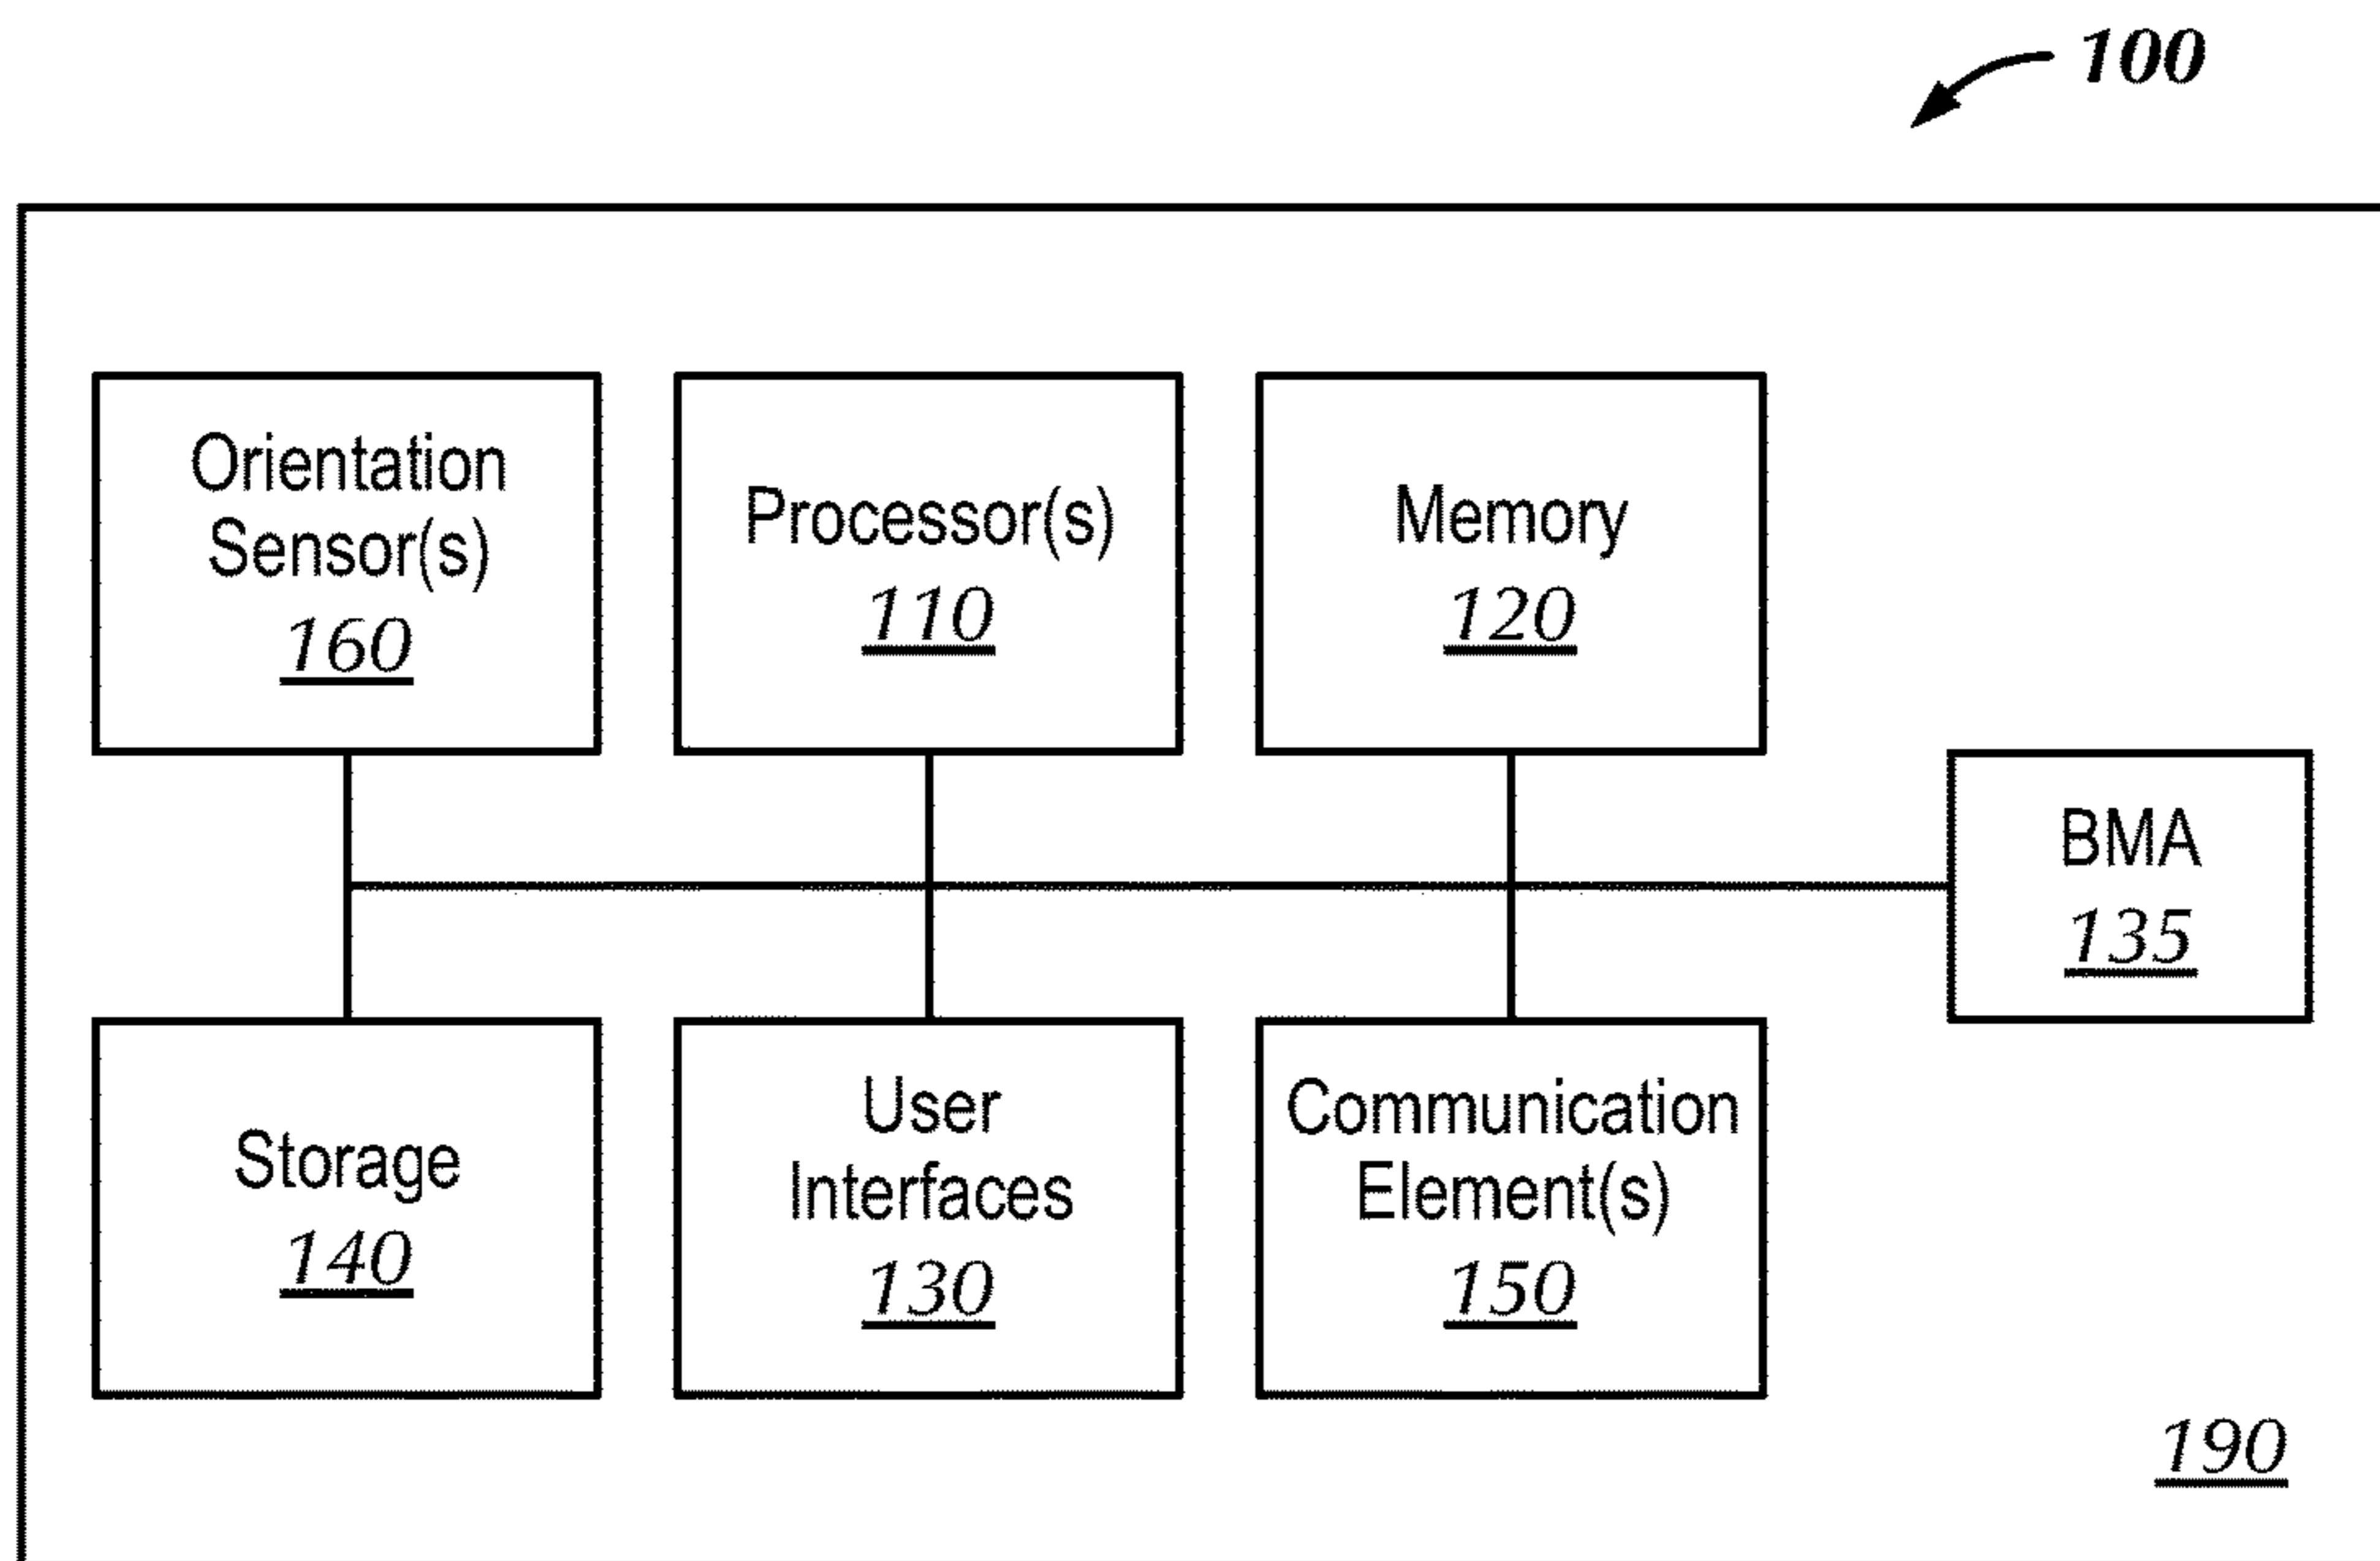 100
Orientation
Sensor(s)
160
Processor(s)
110
Memory
120
BMA
135
Storage
140
User
Interfaces
130
Communication
Element(s)
150
190